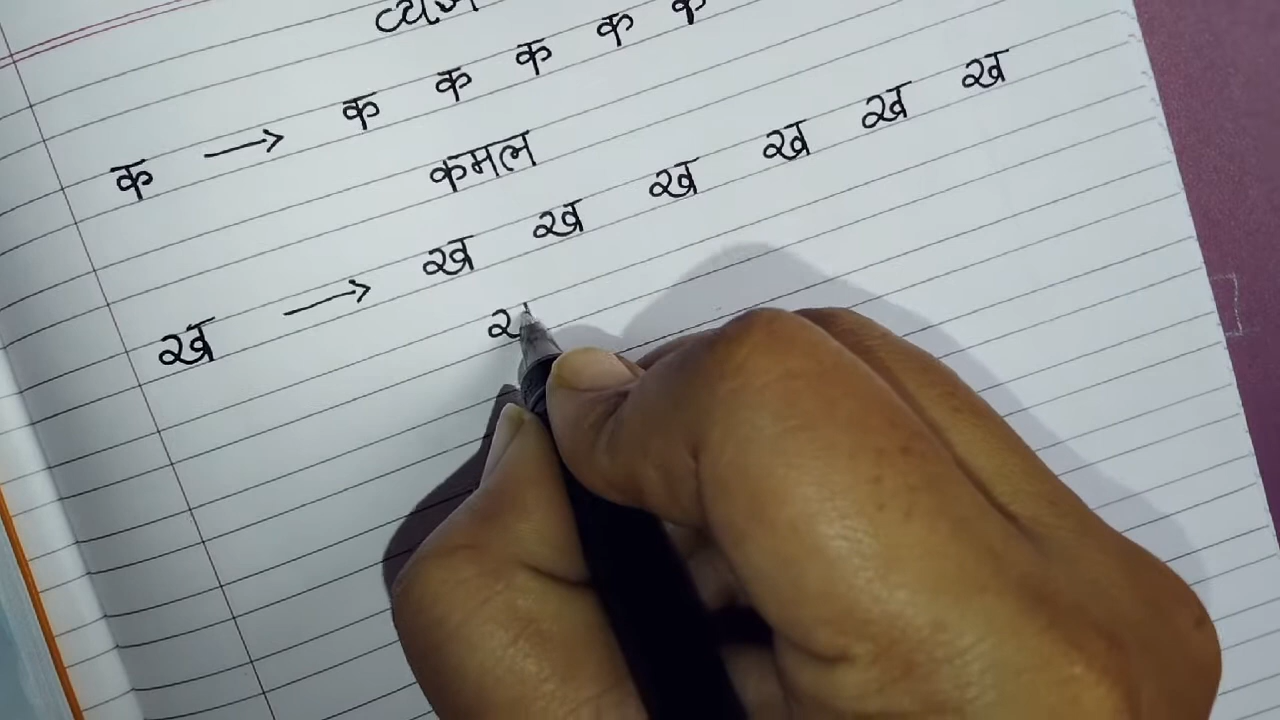 क → क क क क क
कमल
ख → ख ख ख ख ख